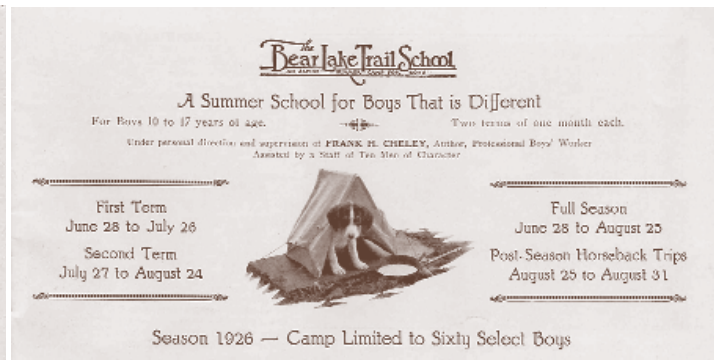 The
Bear Lake Trail School
A Summer School for Boys That is Different
For Boys 10 to 17 years of age.
Two terms of one month each.
Under personal direction and supervision of FRANK H. CHELEY, Author, Professional Boys' Worker
Assisted by a Staff of Ten Men of Character
First Term
June 28 to July 26
Second Term
July 27 to August 24
Full Season
June 28 to August 25
Post-Season Horseback Trips
August 25 to August 31
Season 1926 — Camp Limited to Sixty Select Boys